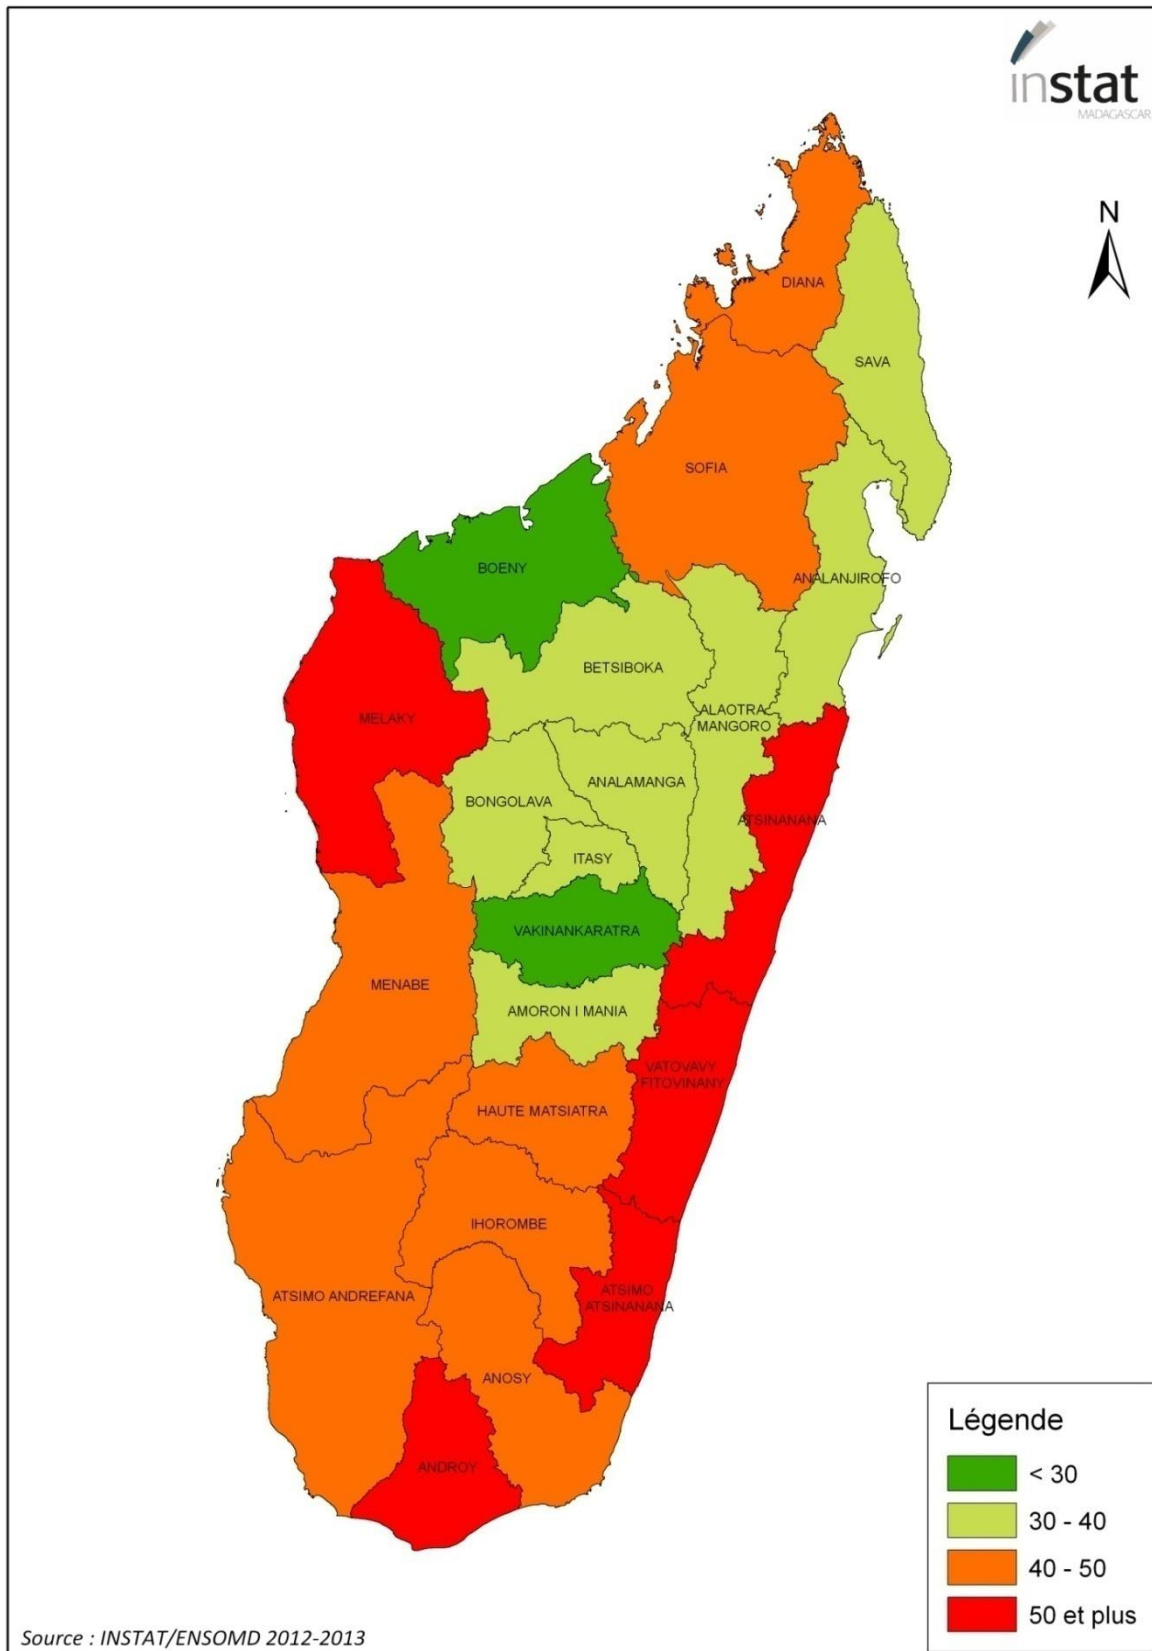 instat
MADAGASCAR
N
DIANA
SAVA
SOFIA
BOENY
ANALANJIROFO
BETSIBOKA
MELAKY
ALAOTRA
MANGORO
ANALAMANGA
BONGOLAVA
ATSINANANA
ITASY
VAKINANKARATRA
MENABE
AMORON I MANIA
VATOVAVY
FITOVINANY
HAUTE MATSIATRA
IHOROMBE
ATSIMO ANDREFANA
ATSIMO
ATSINANANA
ANOSY
ANDROY
Légende
< 30
30 - 40
40 - 50
50 et plus
Source : INSTAT/ENSOMD 2012-2013